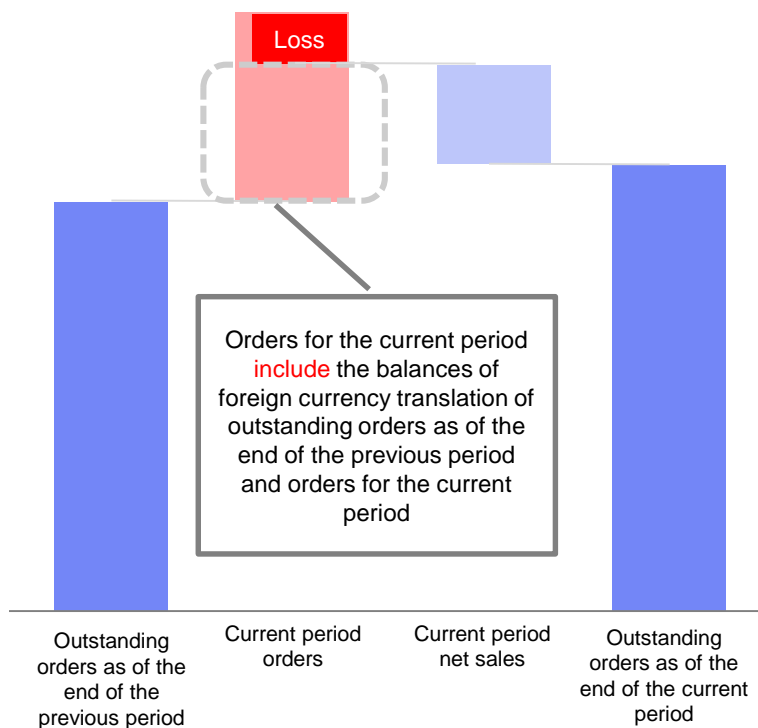 Loss
Orders for the current period
include the balances of
foreign currency translation of
outstanding orders as of the
end of the previous period
and orders for the current
period
Outstanding
orders as of the
end of the
previous period
Current period
orders
Current period
net sales
Outstanding
orders as of the
end of the current
period